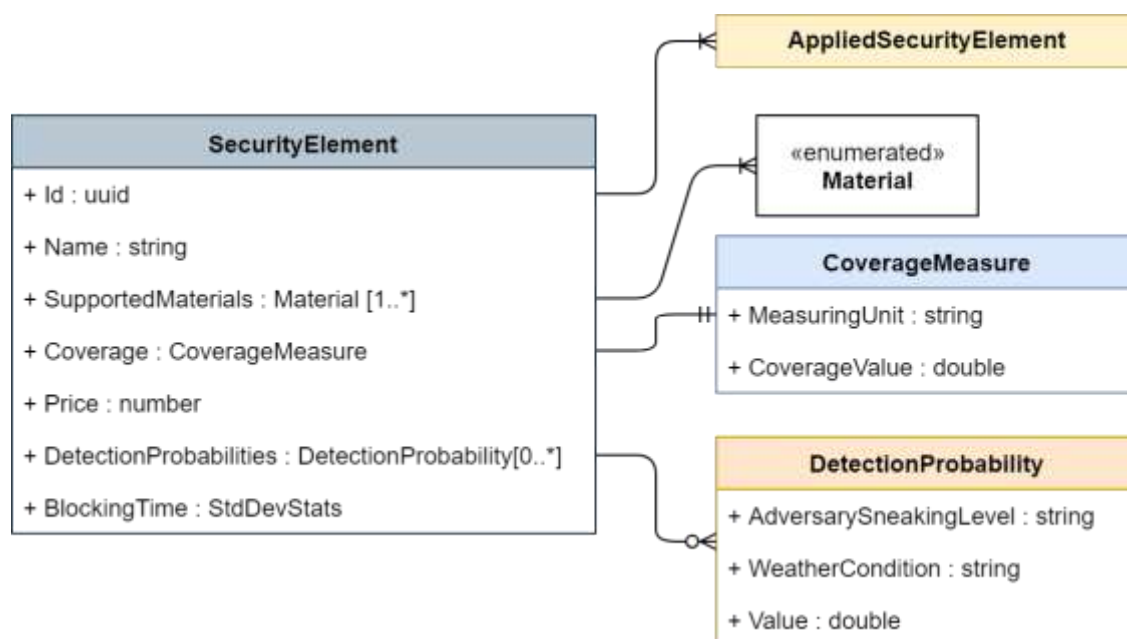 AppliedSecurityElement
SecurityElement
+ Id : uuid
+ Name : string
+ SupportedMaterials : Material [1..*]
+ Coverage : CoverageMeasure
+ Price : number
+ DetectionProbabilities : DetectionProbability[0..*]
+ BlockingTime : StdDevStats
«enumerated»
Material
CoverageMeasure
+ MeasuringUnit : string
+ CoverageValue : double
DetectionProbability
+ AdversarySneakingLevel : string
+ WeatherCondition : string
+ Value : double